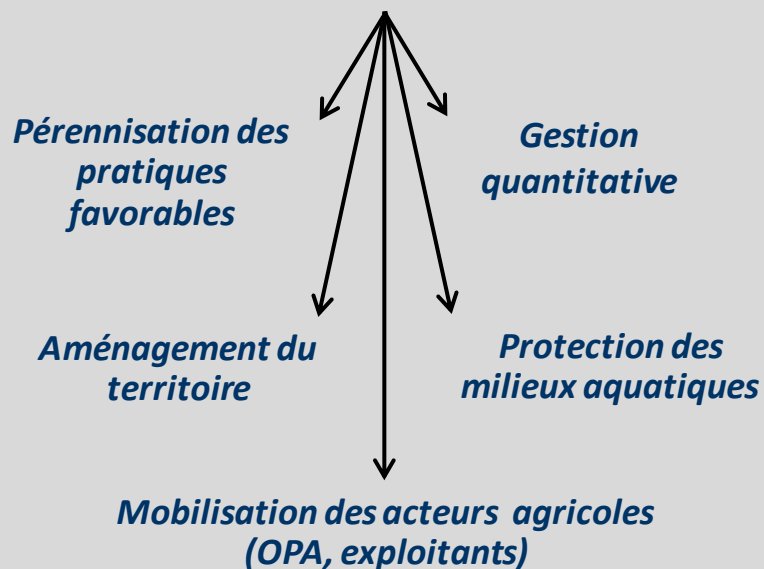 Pérennisation des
pratiques
favorables
Gestion
quantitative
Aménagement du
territoire
Protection des
milieux aquatiques
Mobilisation des acteurs agricoles
(OPA, exploitants)